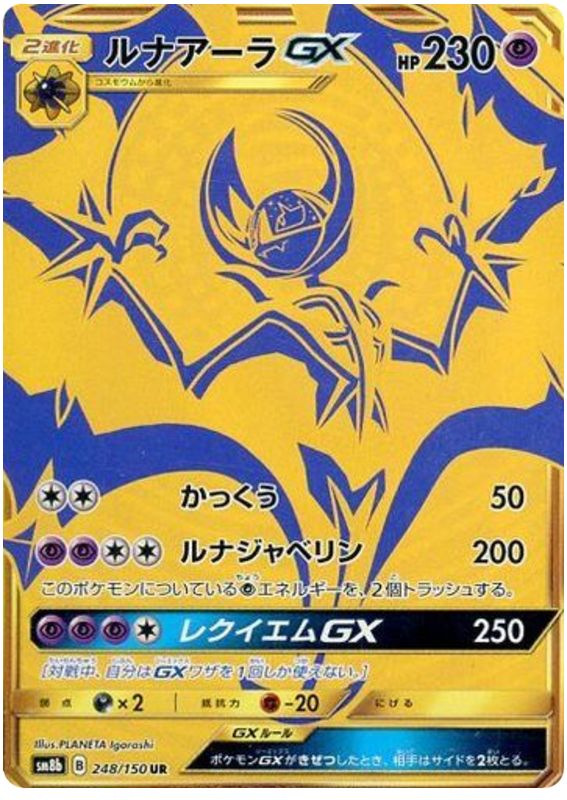 2進化 ルナアーラGX HP230
コスモウムから進化
かっくう 50
ルナジャベリン 200
このポケモンについているエネルギーを、2個トラッシュする。
レクイエムGX 250
[対戦中、自分はGXワザを1回しか使えない。]
弱点 ×2 抵抗力 -20 にげる
GXルール
Illus.PLANETA Igarashi
ポケモンGXがきぜつしたとき、相手はサイドを2枚とる。
sm8b B 248/150 UR